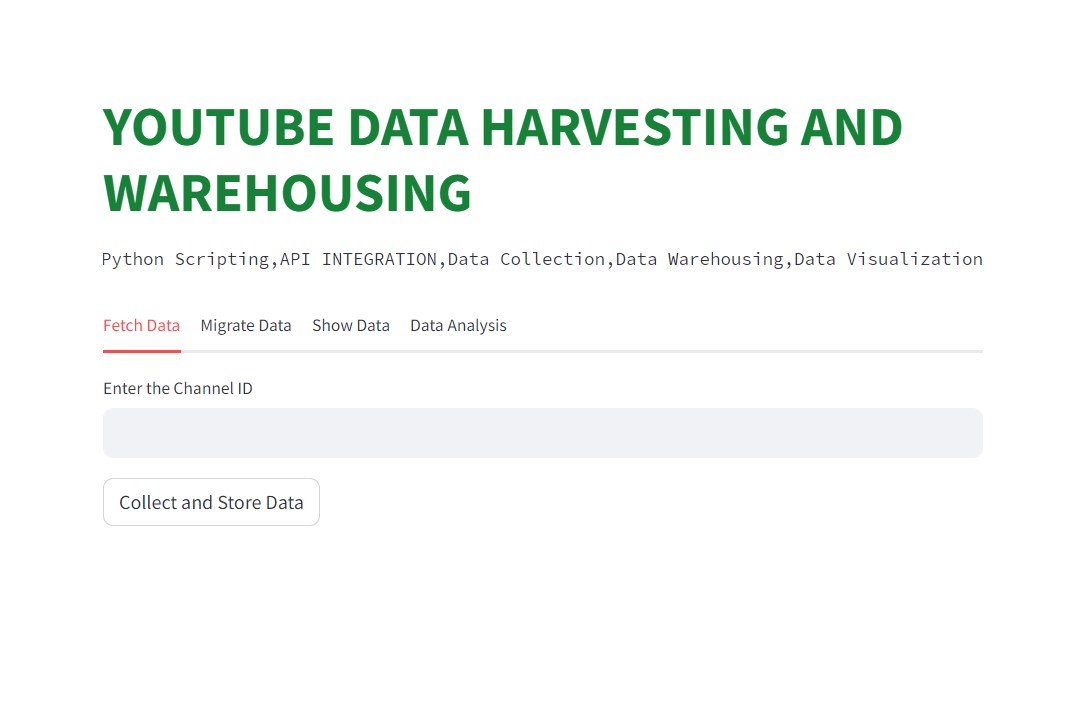 YOUTUBE DATA HARVESTING AND
WAREHOUSING
Python Scripting,API INTEGRATION,Data Collection,Data Warehousing,Data Visualization
Fetch Data Migrate Data Show Data Data Analysis
Enter the Channel ID
Collect and Store Data